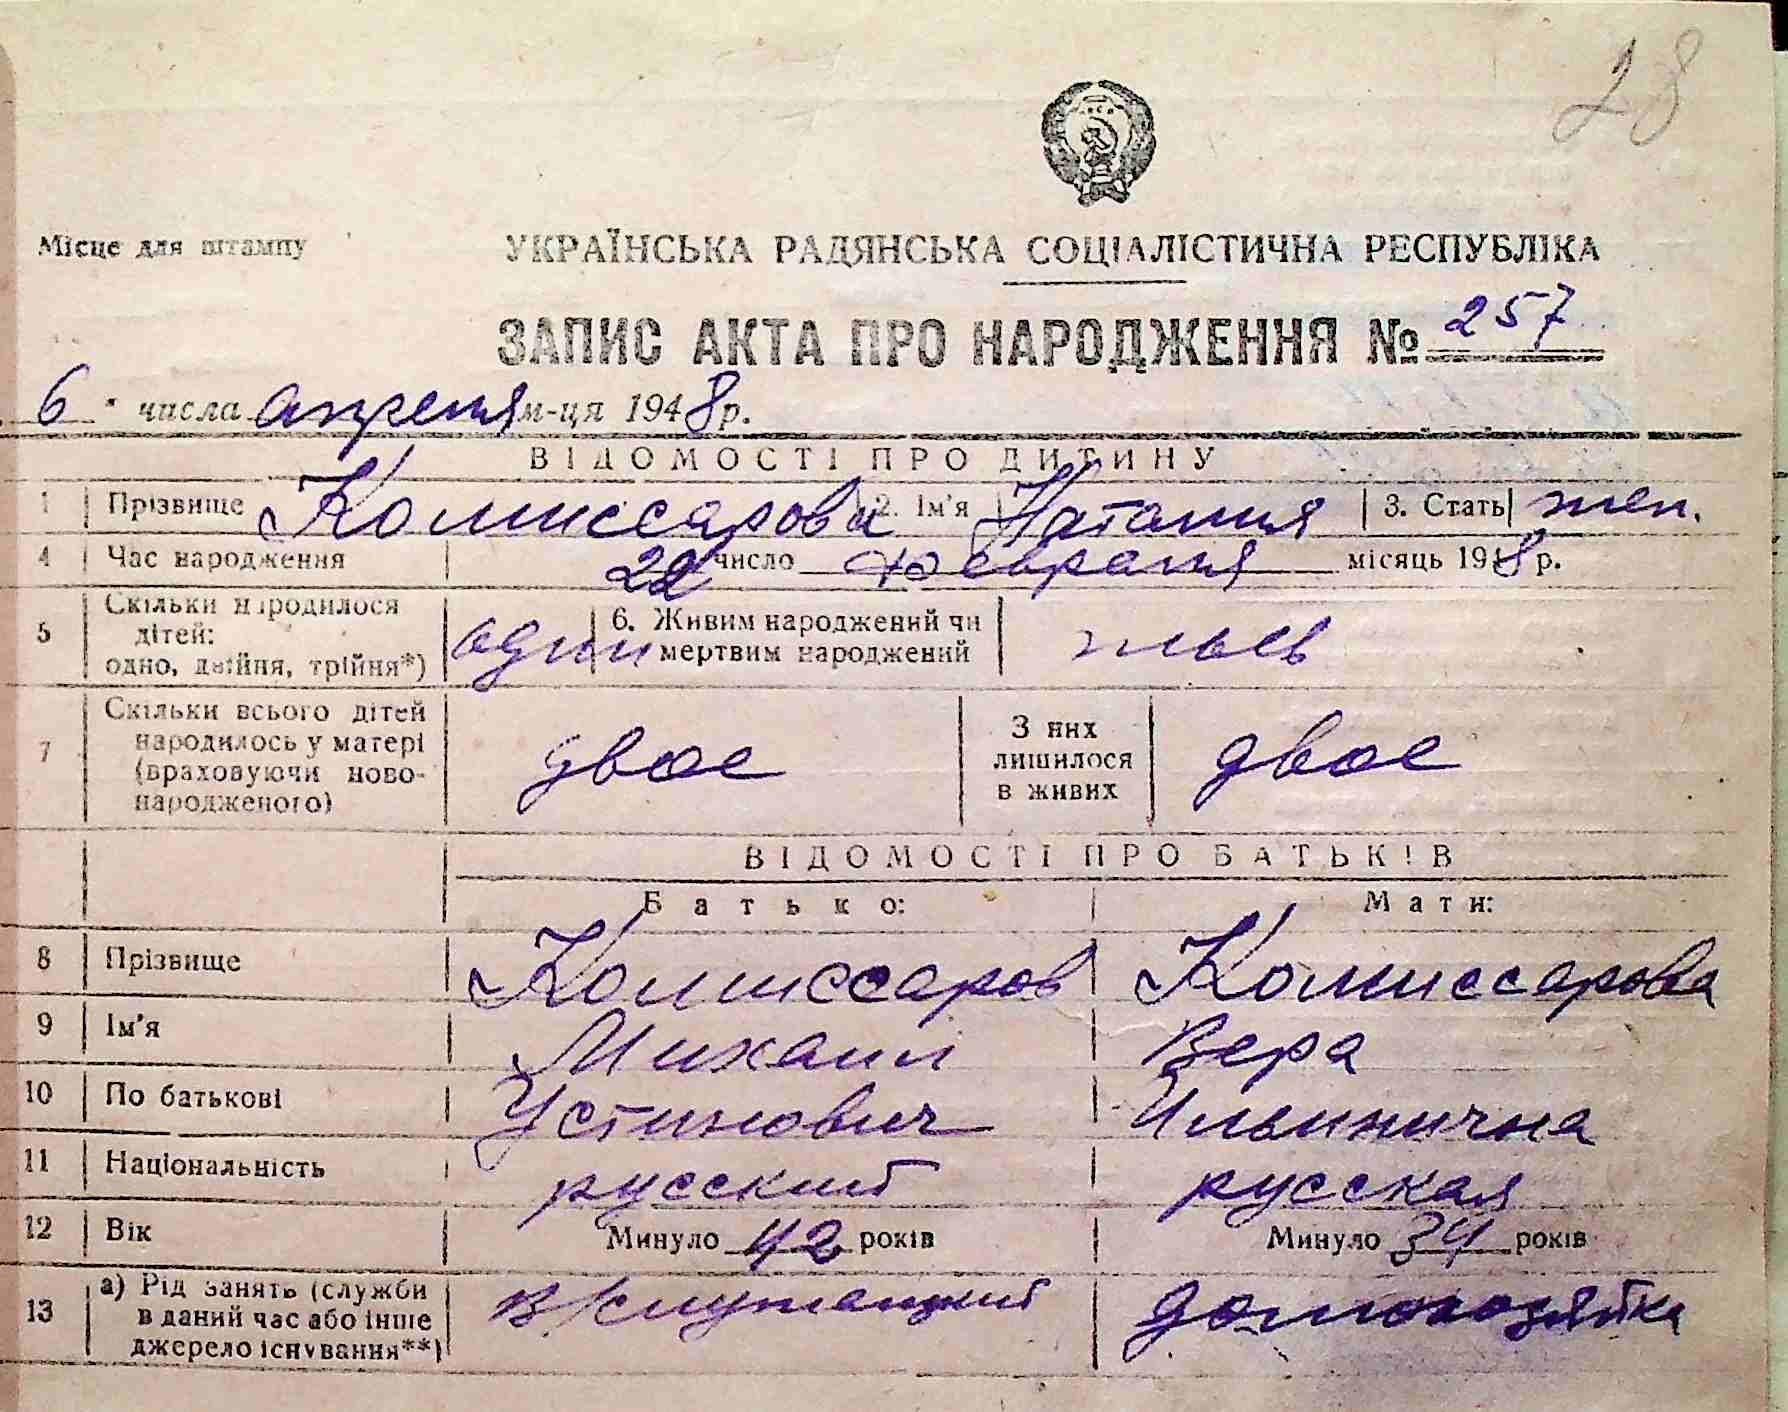 28
Місце для штампу
УКРАЇНСЬКА РАДЯНСЬКА СОЦІАЛІСТИЧНА РЕСПУБЛІКА
ЗАПИС АКТА ПРО НАРОДЖЕННЯ № 257
6 числа апреля м-ця 1948 р.
ВІДОМОСТІ ПРО ДИТИНУ
1 Прізвище Комиссарова 2. Ім'я Наталия 3. Стать жен.
4 Час народження 22 число февраля місяць 1948 р.
5 Скільки народилося дітей: одно, двійня, трійня*) один 6. Живим народжений чи мертвим народжений
7 Скільки всього дітей народилось у матері (враховуючи ново-народженого) двое З них лишилося в живих двое
ВІДОМОСТІ ПРО БАТЬКІВ
Батько: Мати:
8 Прізвище Комиссаров Комиссарова
9 Ім'я Михаил Вера
10 По батькові Устинович Ильинична
11 Національність русский русская
12 Вік Минуло 42 років Минуло 34 років
13 а) Рід занять (служби в даний час або інше джерело існування**) В/служащий домохозяйка